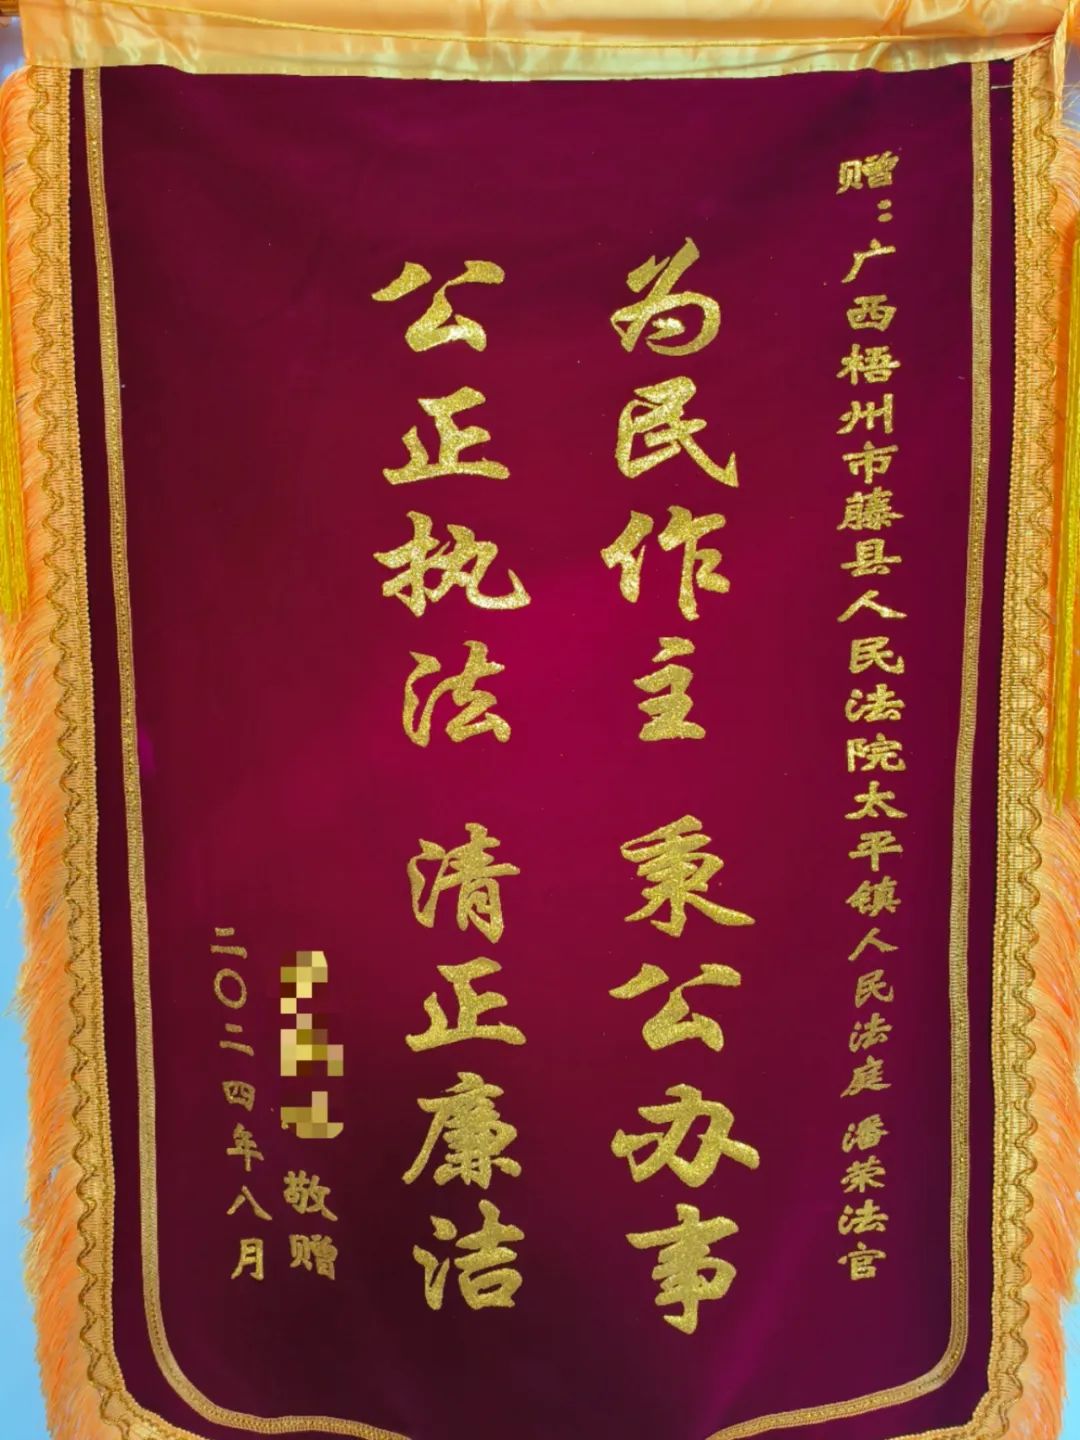 赠：广西梧州市藤县人民法院太平镇人民法庭 潘荣法官
为民作主 秉公办事
公正执法 清正廉洁
敬赠
二〇二四年八月